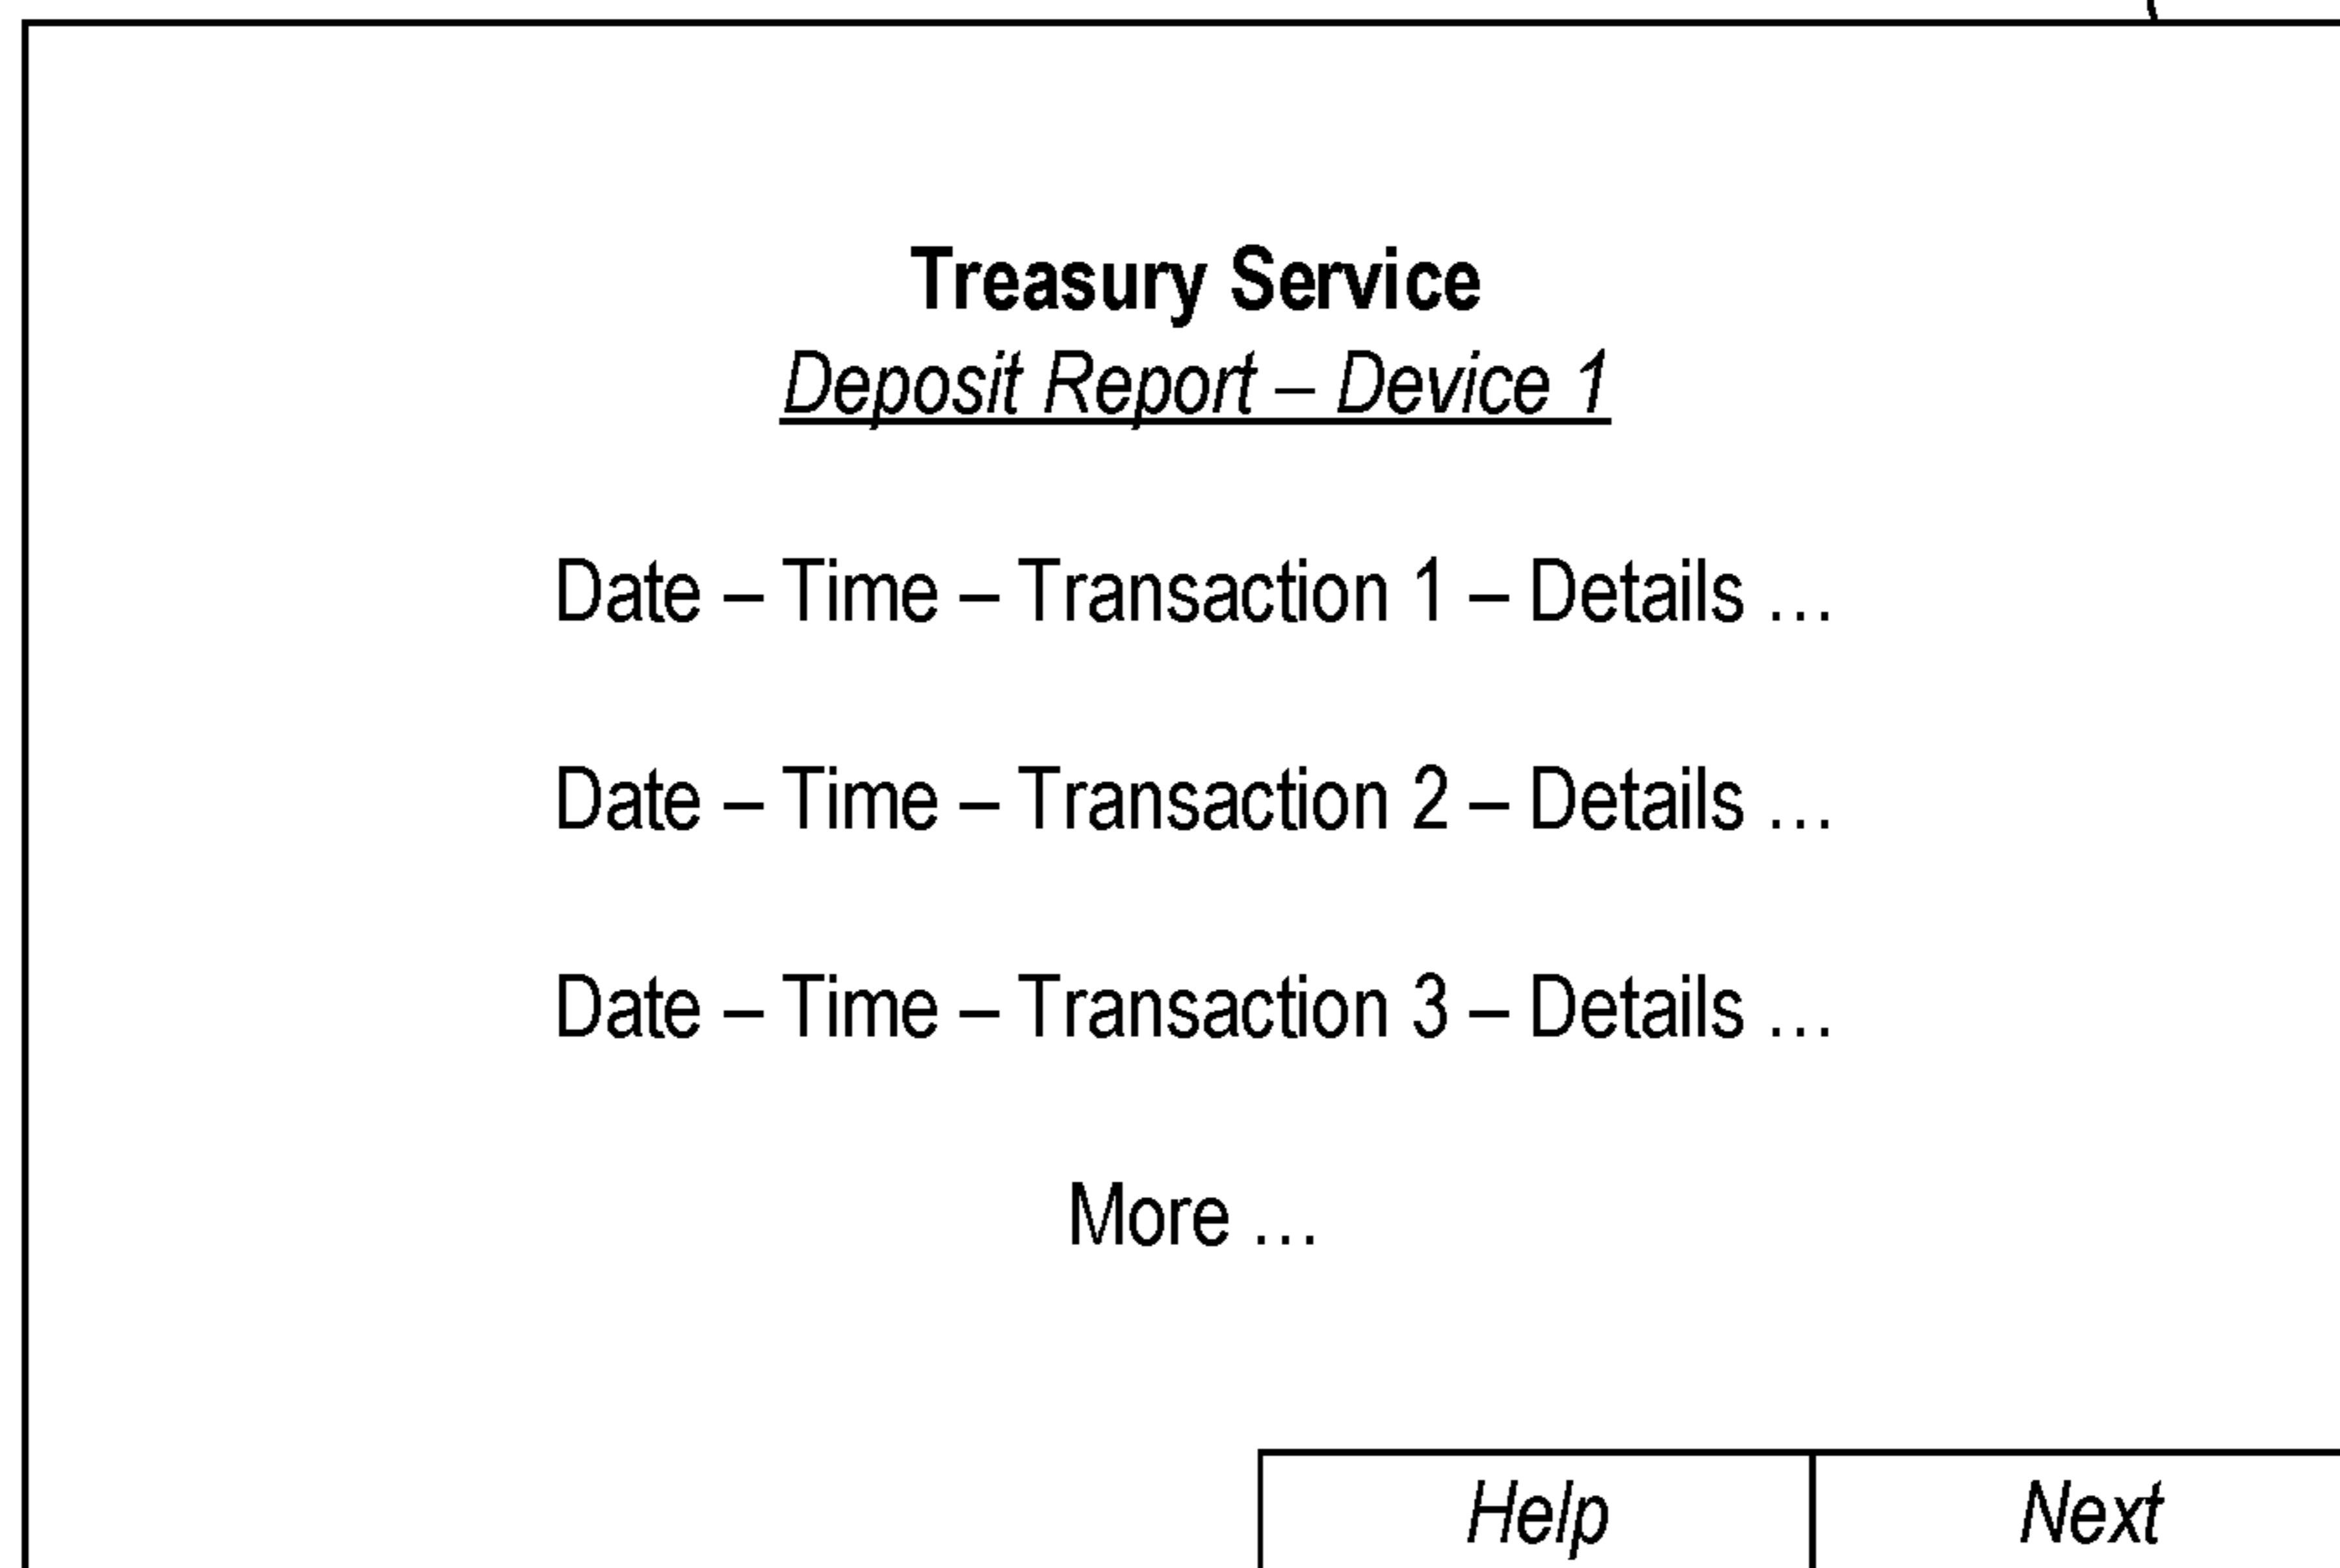 Treasury Service
Deposit Report – Device 1
Date – Time – Transaction 1 – Details …
Date – Time – Transaction 2 – Details …
Date – Time – Transaction 3 – Details …
More …
Help Next